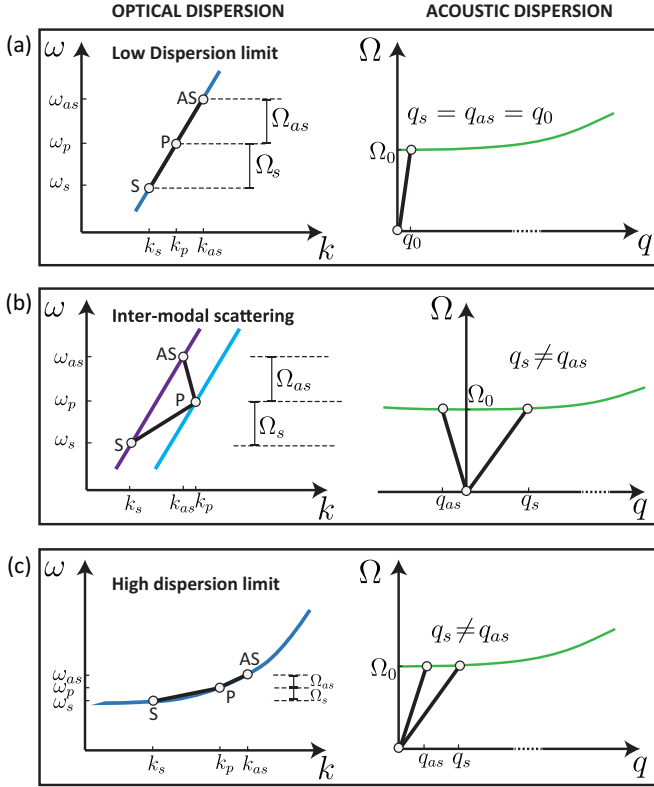 OPTICAL DISPERSION
ACOUSTIC DISPERSION
(a)
ω
Low Dispersion limit
ω_as
ω_p
ω_s
AS
P
S
Ω_as
Ω_s
k_s k_p k_as
k
Ω
q_s = q_as = q_0
Ω_0
q_0
q
(b)
ω
Inter-modal scattering
ω_as
ω_p
ω_s
AS
P
S
Ω_as
Ω_s
k_s k_as k_p
k
Ω
q_s ≠ q_as
Ω_0
q_as q_s
q
(c)
ω
High dispersion limit
ω_as
ω_p
ω_s
AS
P
S
Ω_as
Ω_s
k_s k_p k_as
k
Ω
q_s ≠ q_as
Ω_0
q_as q_s
q